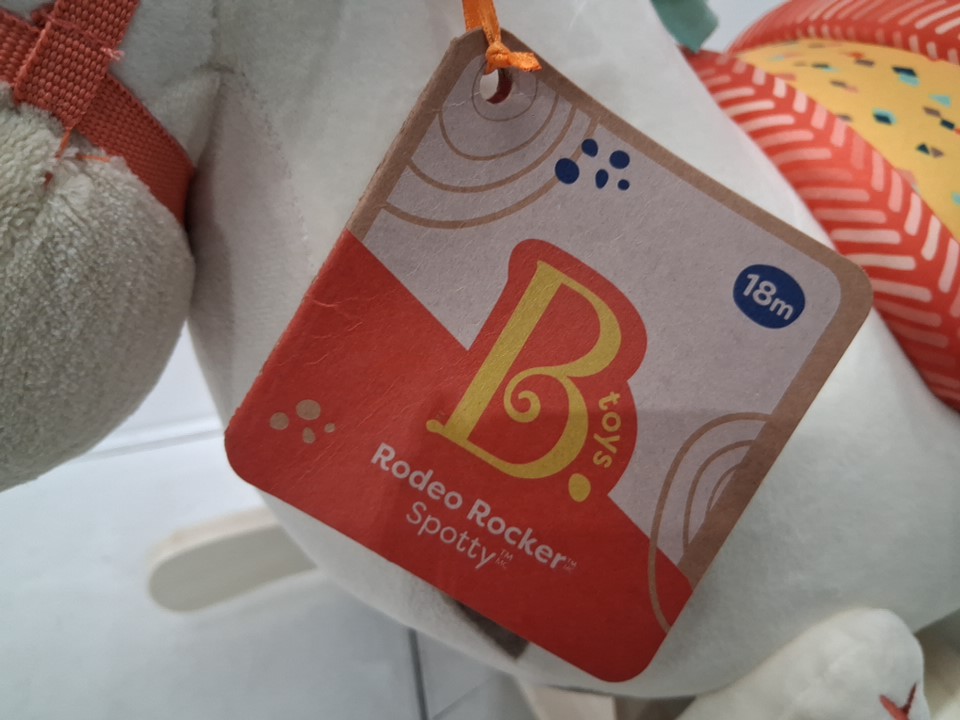 18m
B.
toys
Rodeo Rocker™
Spotty™